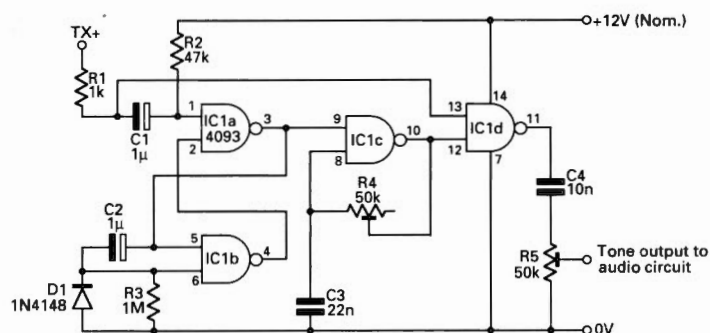 TX+
+12V (Nom.)
R1
1k
R2
47k
C1
1μ
1
2
IC1a
4093
3
9
8
IC1c
10
13
12
IC1d
14
7
11
C4
10n
R4
50k
C2
1μ
5
6
IC1b
4
D1
1N4148
R3
1M
C3
22n
R5
50k
Tone output to
audio circuit
0V